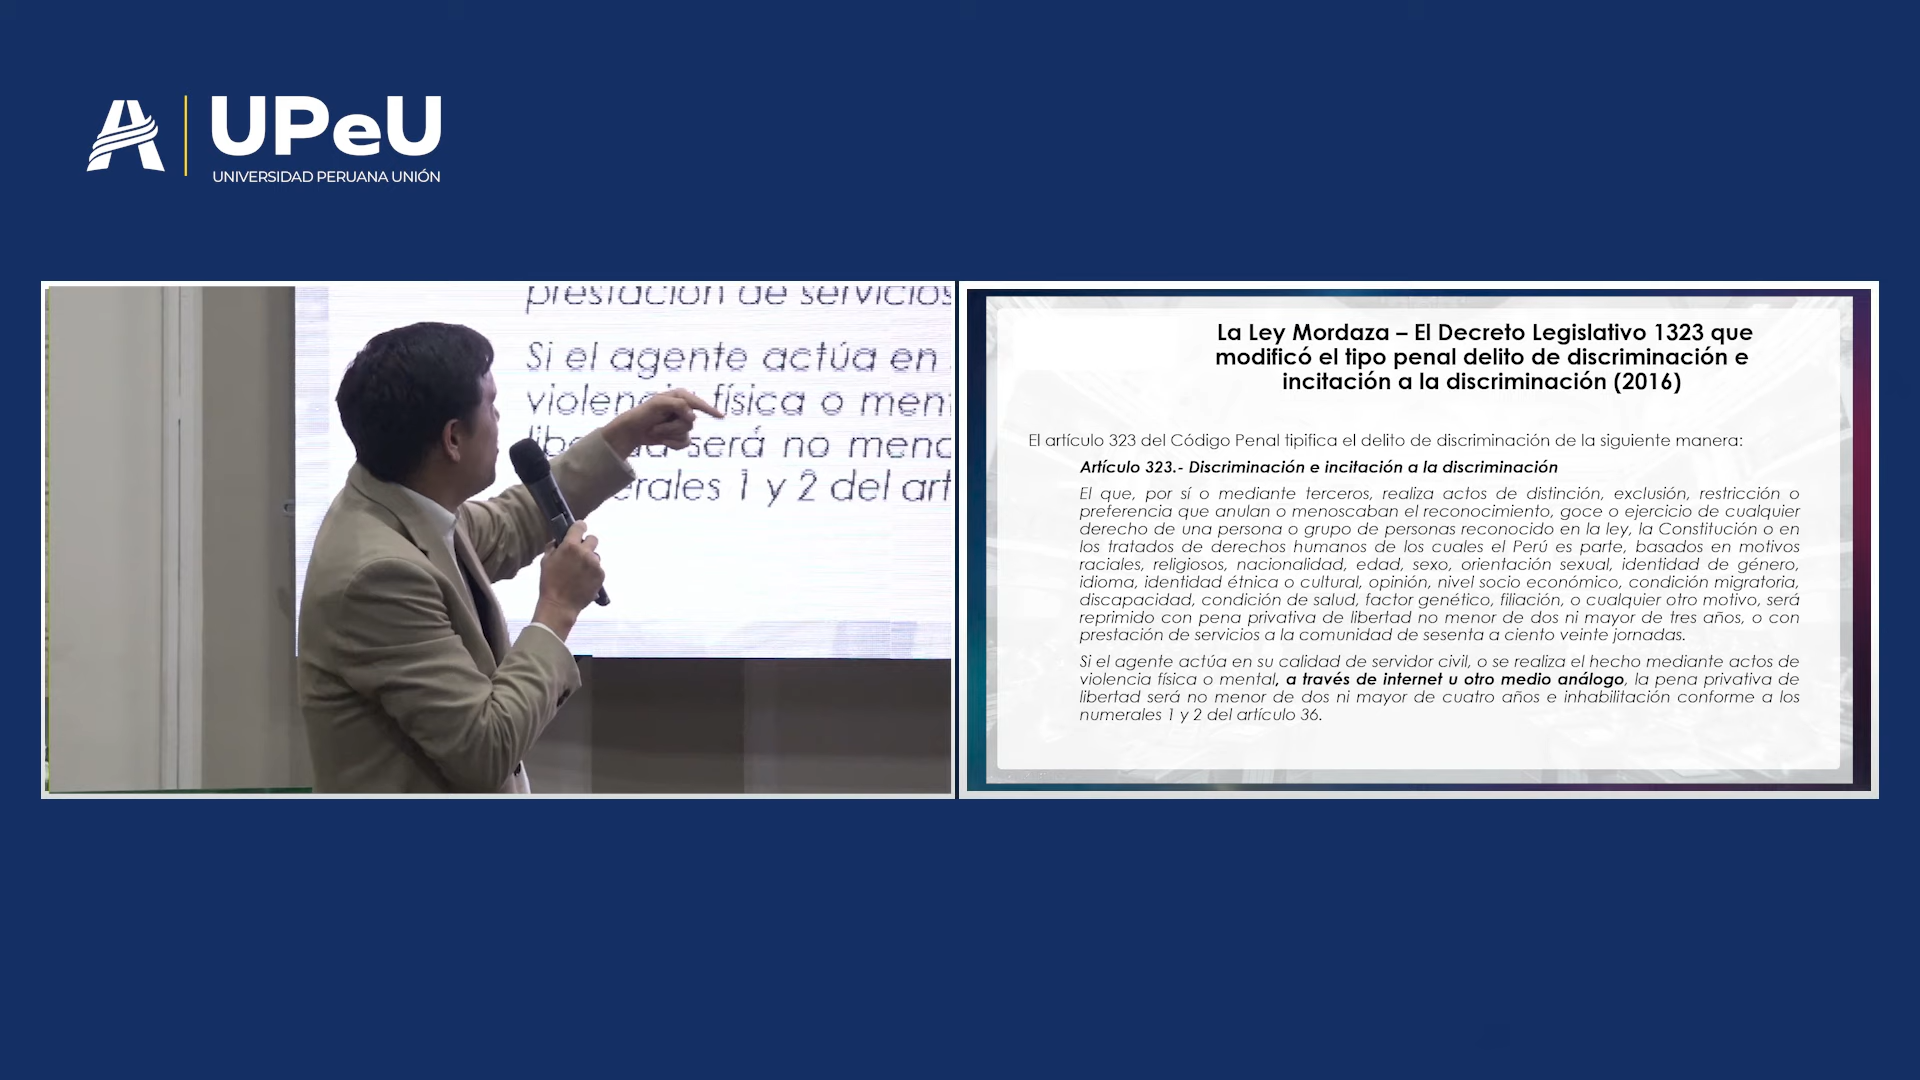 UPeU
UNIVERSIDAD PERUANA UNIÓN
prestación de servicios
Si el agente actúa en
física o men
será no meno
erales 1 y 2 del art
La Ley Mordaza – El Decreto Legislativo 1323 que
modificó el tipo penal delito de discriminación e
incitación a la discriminación (2016)
El artículo 323 del Código Penal tipifica el delito de discriminación de la siguiente manera:
Artículo 323.- Discriminación e incitación a la discriminación
El que, por sí o mediante terceros, realiza actos de distinción, exclusión, restricción o
preferencia que anulan o menoscaban el reconocimiento, goce o ejercicio de cualquier
derecho de una persona o grupo de personas reconocido en la ley, la Constitución o en
los tratados de derechos humanos de los cuales el Perú es parte, basados en motivos
raciales, religiosos, nacionalidad, edad, sexo, orientación sexual, identidad de género,
idioma, identidad étnica o cultural, opinión, nivel socio económico, condición migratoria,
discapacidad, condición de salud, factor genético, filiación, o cualquier otro motivo, será
reprimido con pena privativa de libertad no menor de dos ni mayor de tres años, o con
prestación de servicios a la comunidad de sesenta a ciento veinte jornadas.
Si el agente actúa en su calidad de servidor civil, o se realiza el hecho mediante actos de
violencia física o mental, a través de internet u otro medio análogo, la pena privativa de
libertad será no menor de dos ni mayor de cuatro años e inhabilitación conforme a los
numerales 1 y 2 del artículo 36.